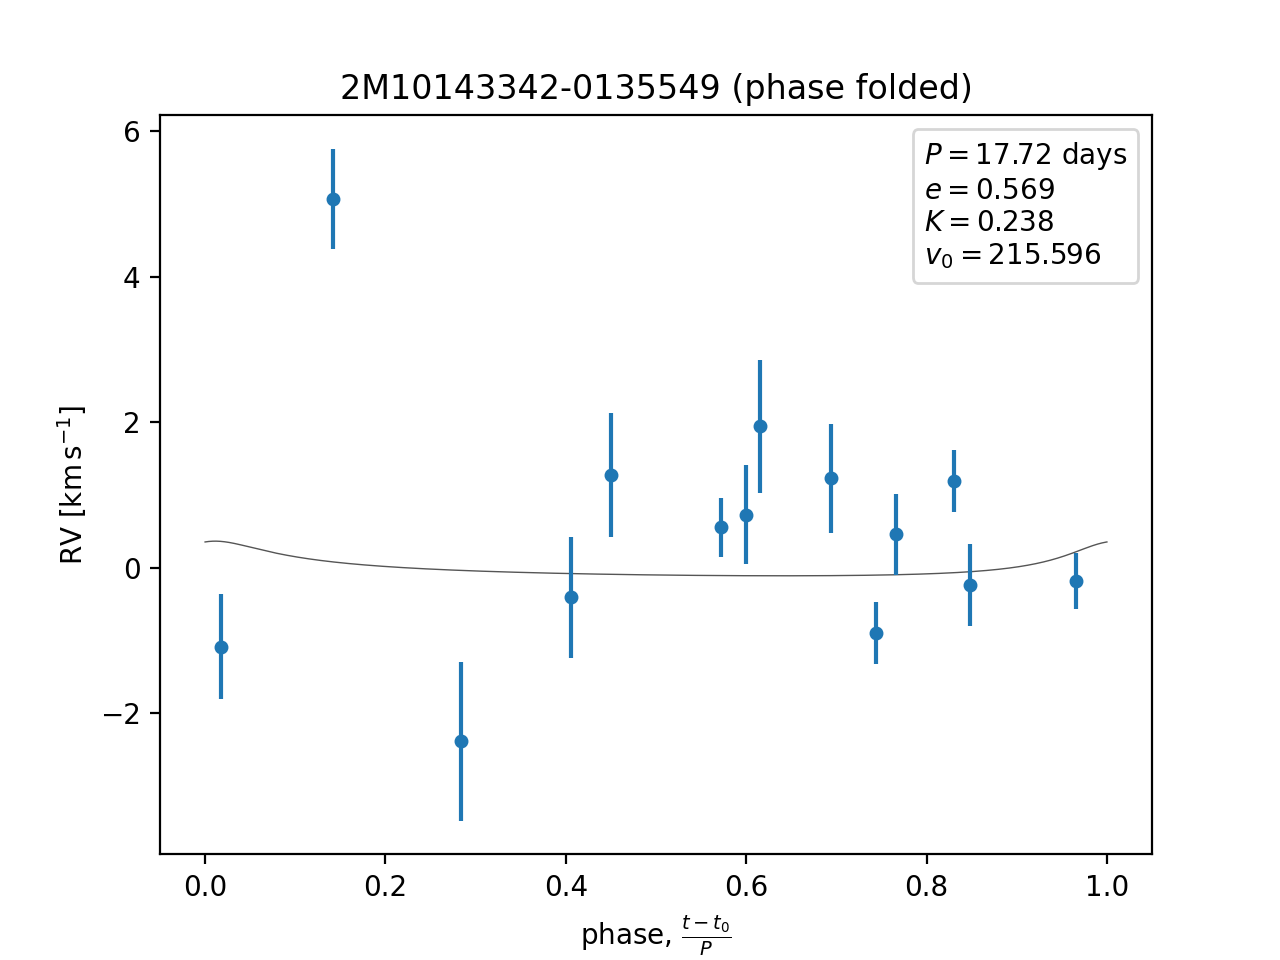 2M10143342-0135549 (phase folded)
P = 17.72 days
e = 0.569
K = 0.238
v₀ = 215.596
RV [km s⁻¹]
6
4
2
0
−2
0.0 0.2 0.4 0.6 0.8 1.0
phase, (t − t₀)/P